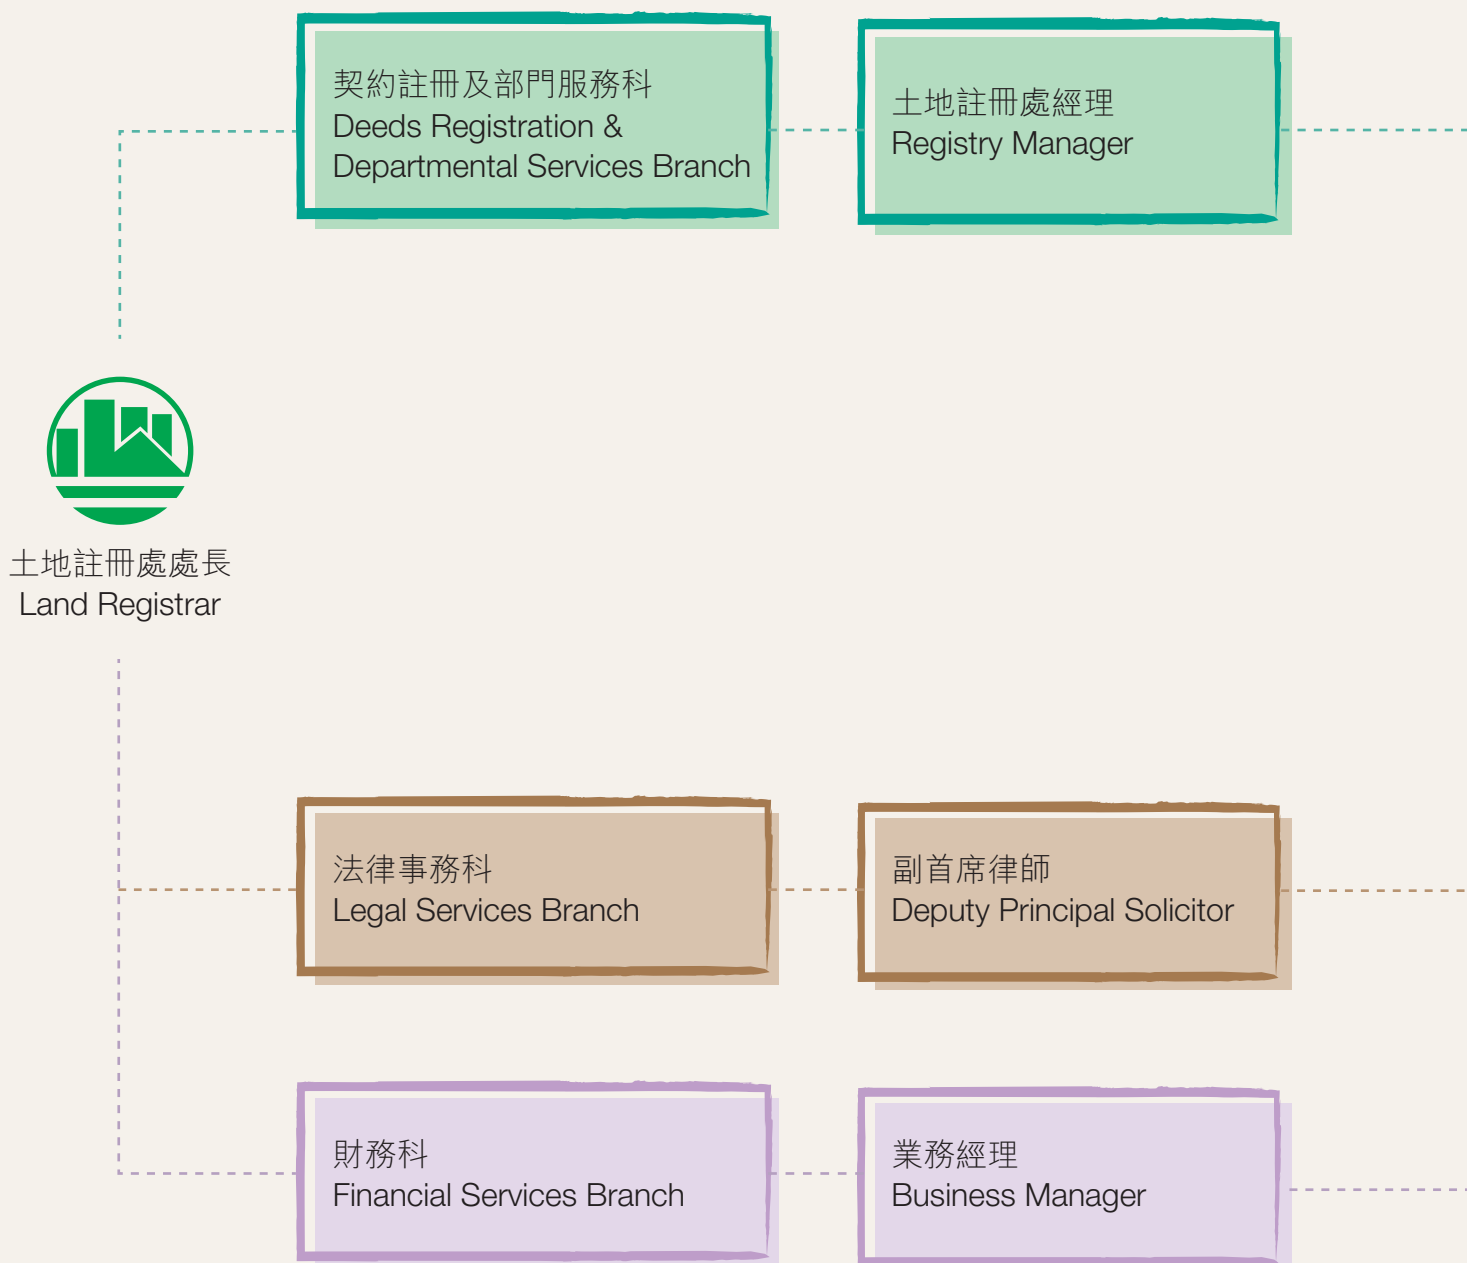 契約註冊及部門服務科
Deeds Registration &
Departmental Services Branch
土地註冊處經理
Registry Manager
土地註冊處處長
Land Registrar
法律事務科
Legal Services Branch
副首席律師
Deputy Principal Solicitor
財務科
Financial Services Branch
業務經理
Business Manager